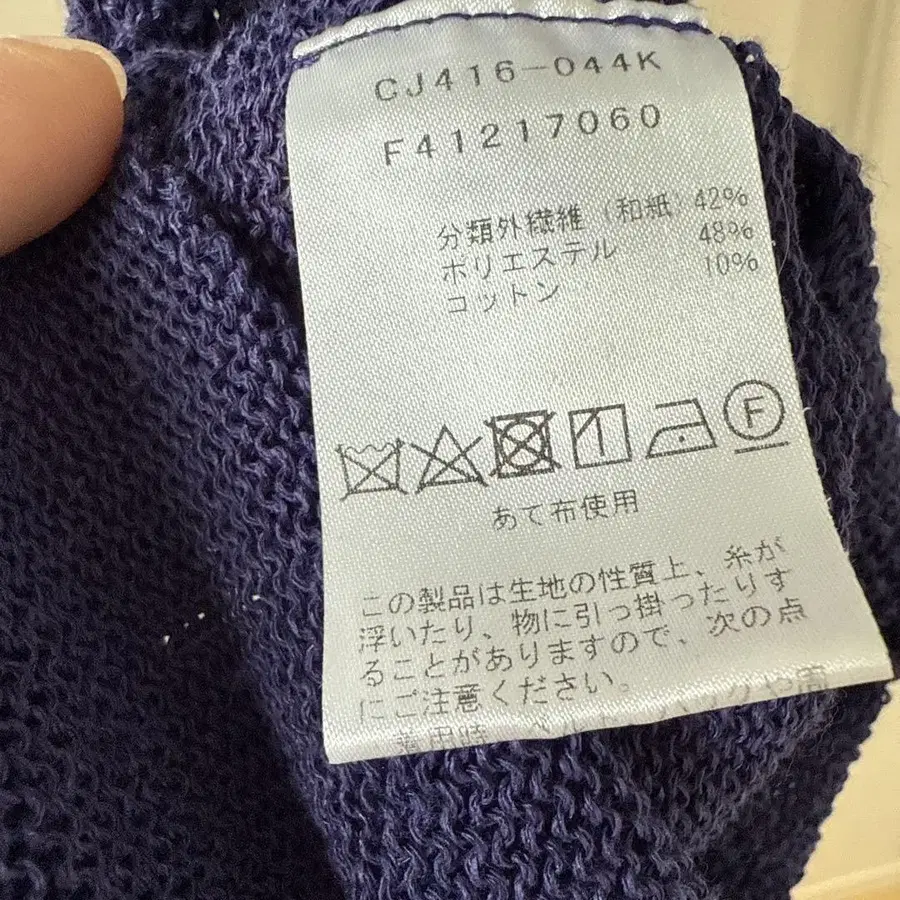 CJ416-044K
F41217060
分類外繊維（和紙）42%
ポリエステル 48%
コットン 10%
F
あて布使用
この製品は生地の性質上、糸が
浮いたり、物に引っ掛ったりす
ることがありますので、次の点
にご注意ください。